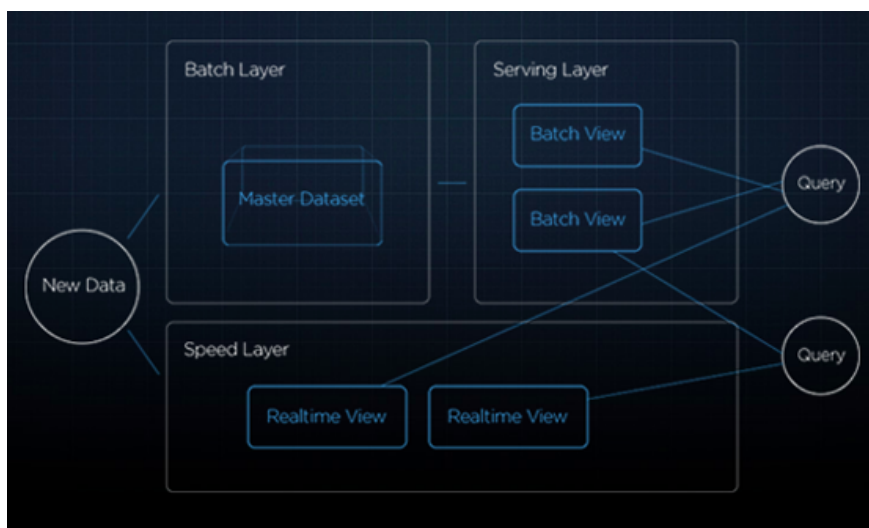 Batch Layer
Serving Layer
Batch View
Master Dataset
Query
Batch View
New Data
Speed Layer
Query
Realtime View
Realtime View